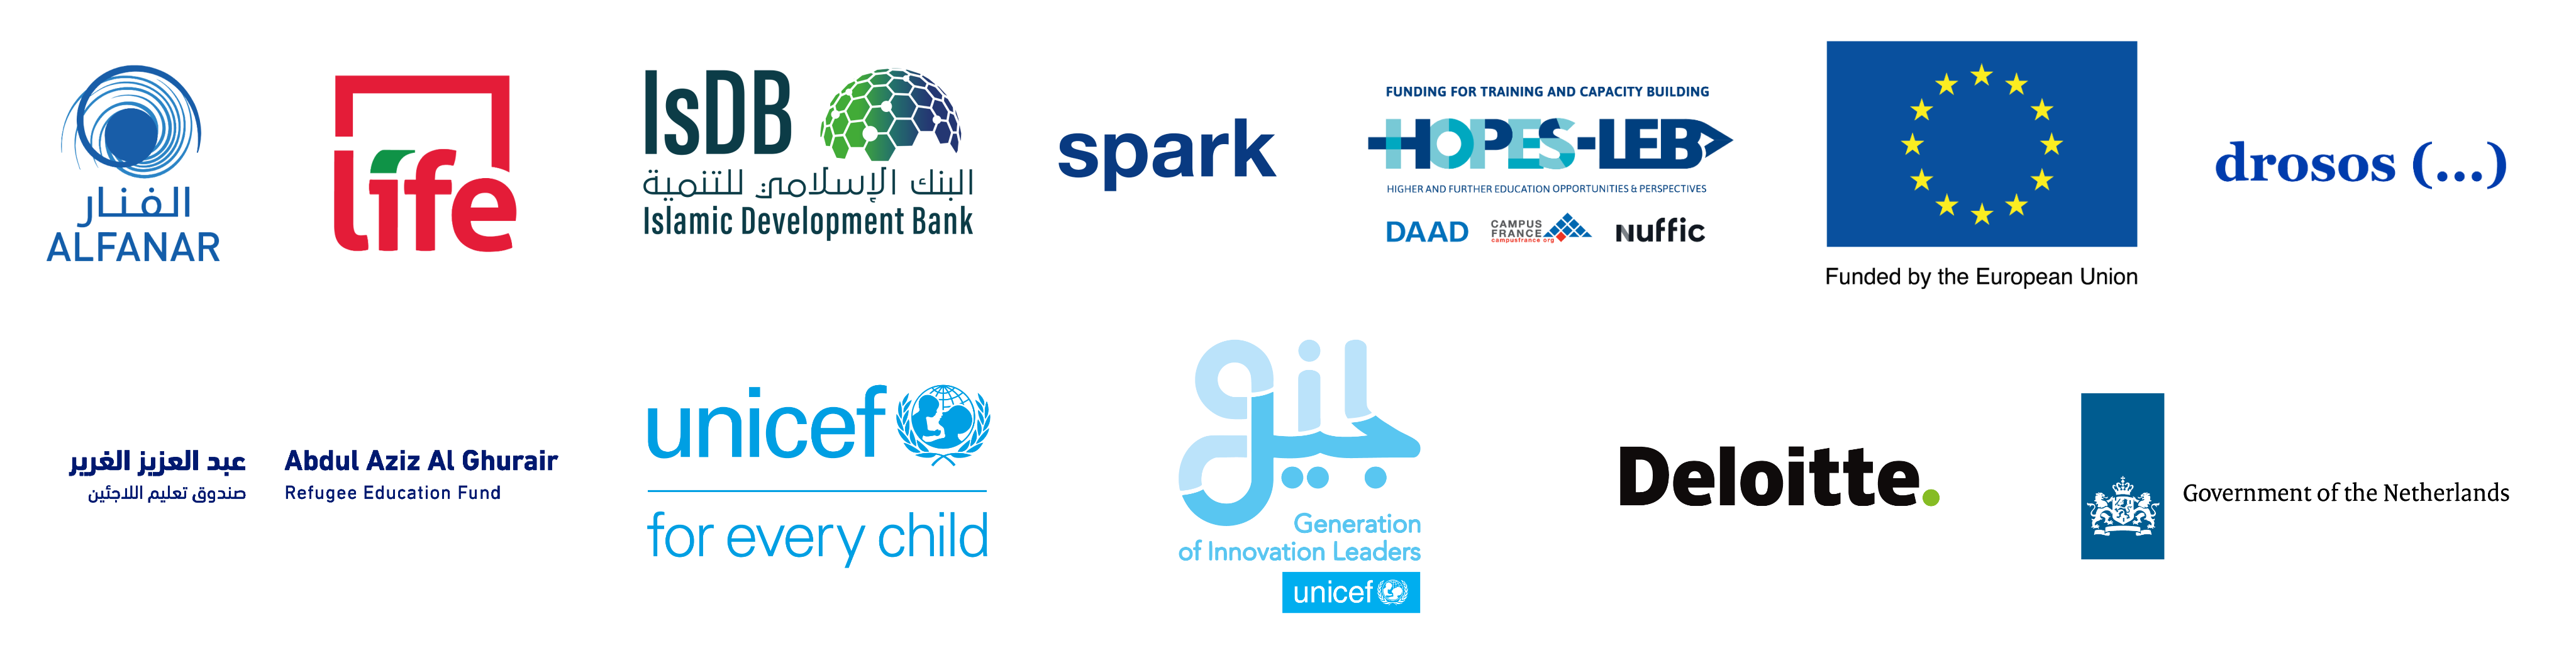 الفنار
ALFANAR
life
IsDB
البنك الإسلامي للتنمية
Islamic Development Bank
spark
FUNDING FOR TRAINING AND CAPACITY BUILDING
HOPES-LEB
HIGHER AND FURTHER EDUCATION OPPORTUNITIES & PERSPECTIVES
DAAD
CAMPUS
FRANCE
campusfrance.org
nuffic
Funded by the European Union
drosos (...)
عبد العزيز الغرير
صندوق تعليم اللاجئين
Abdul Aziz Al Ghurair
Refugee Education Fund
unicef
for every child
جيل
Generation
of Innovation Leaders
unicef
Deloitte.
Government of the Netherlands